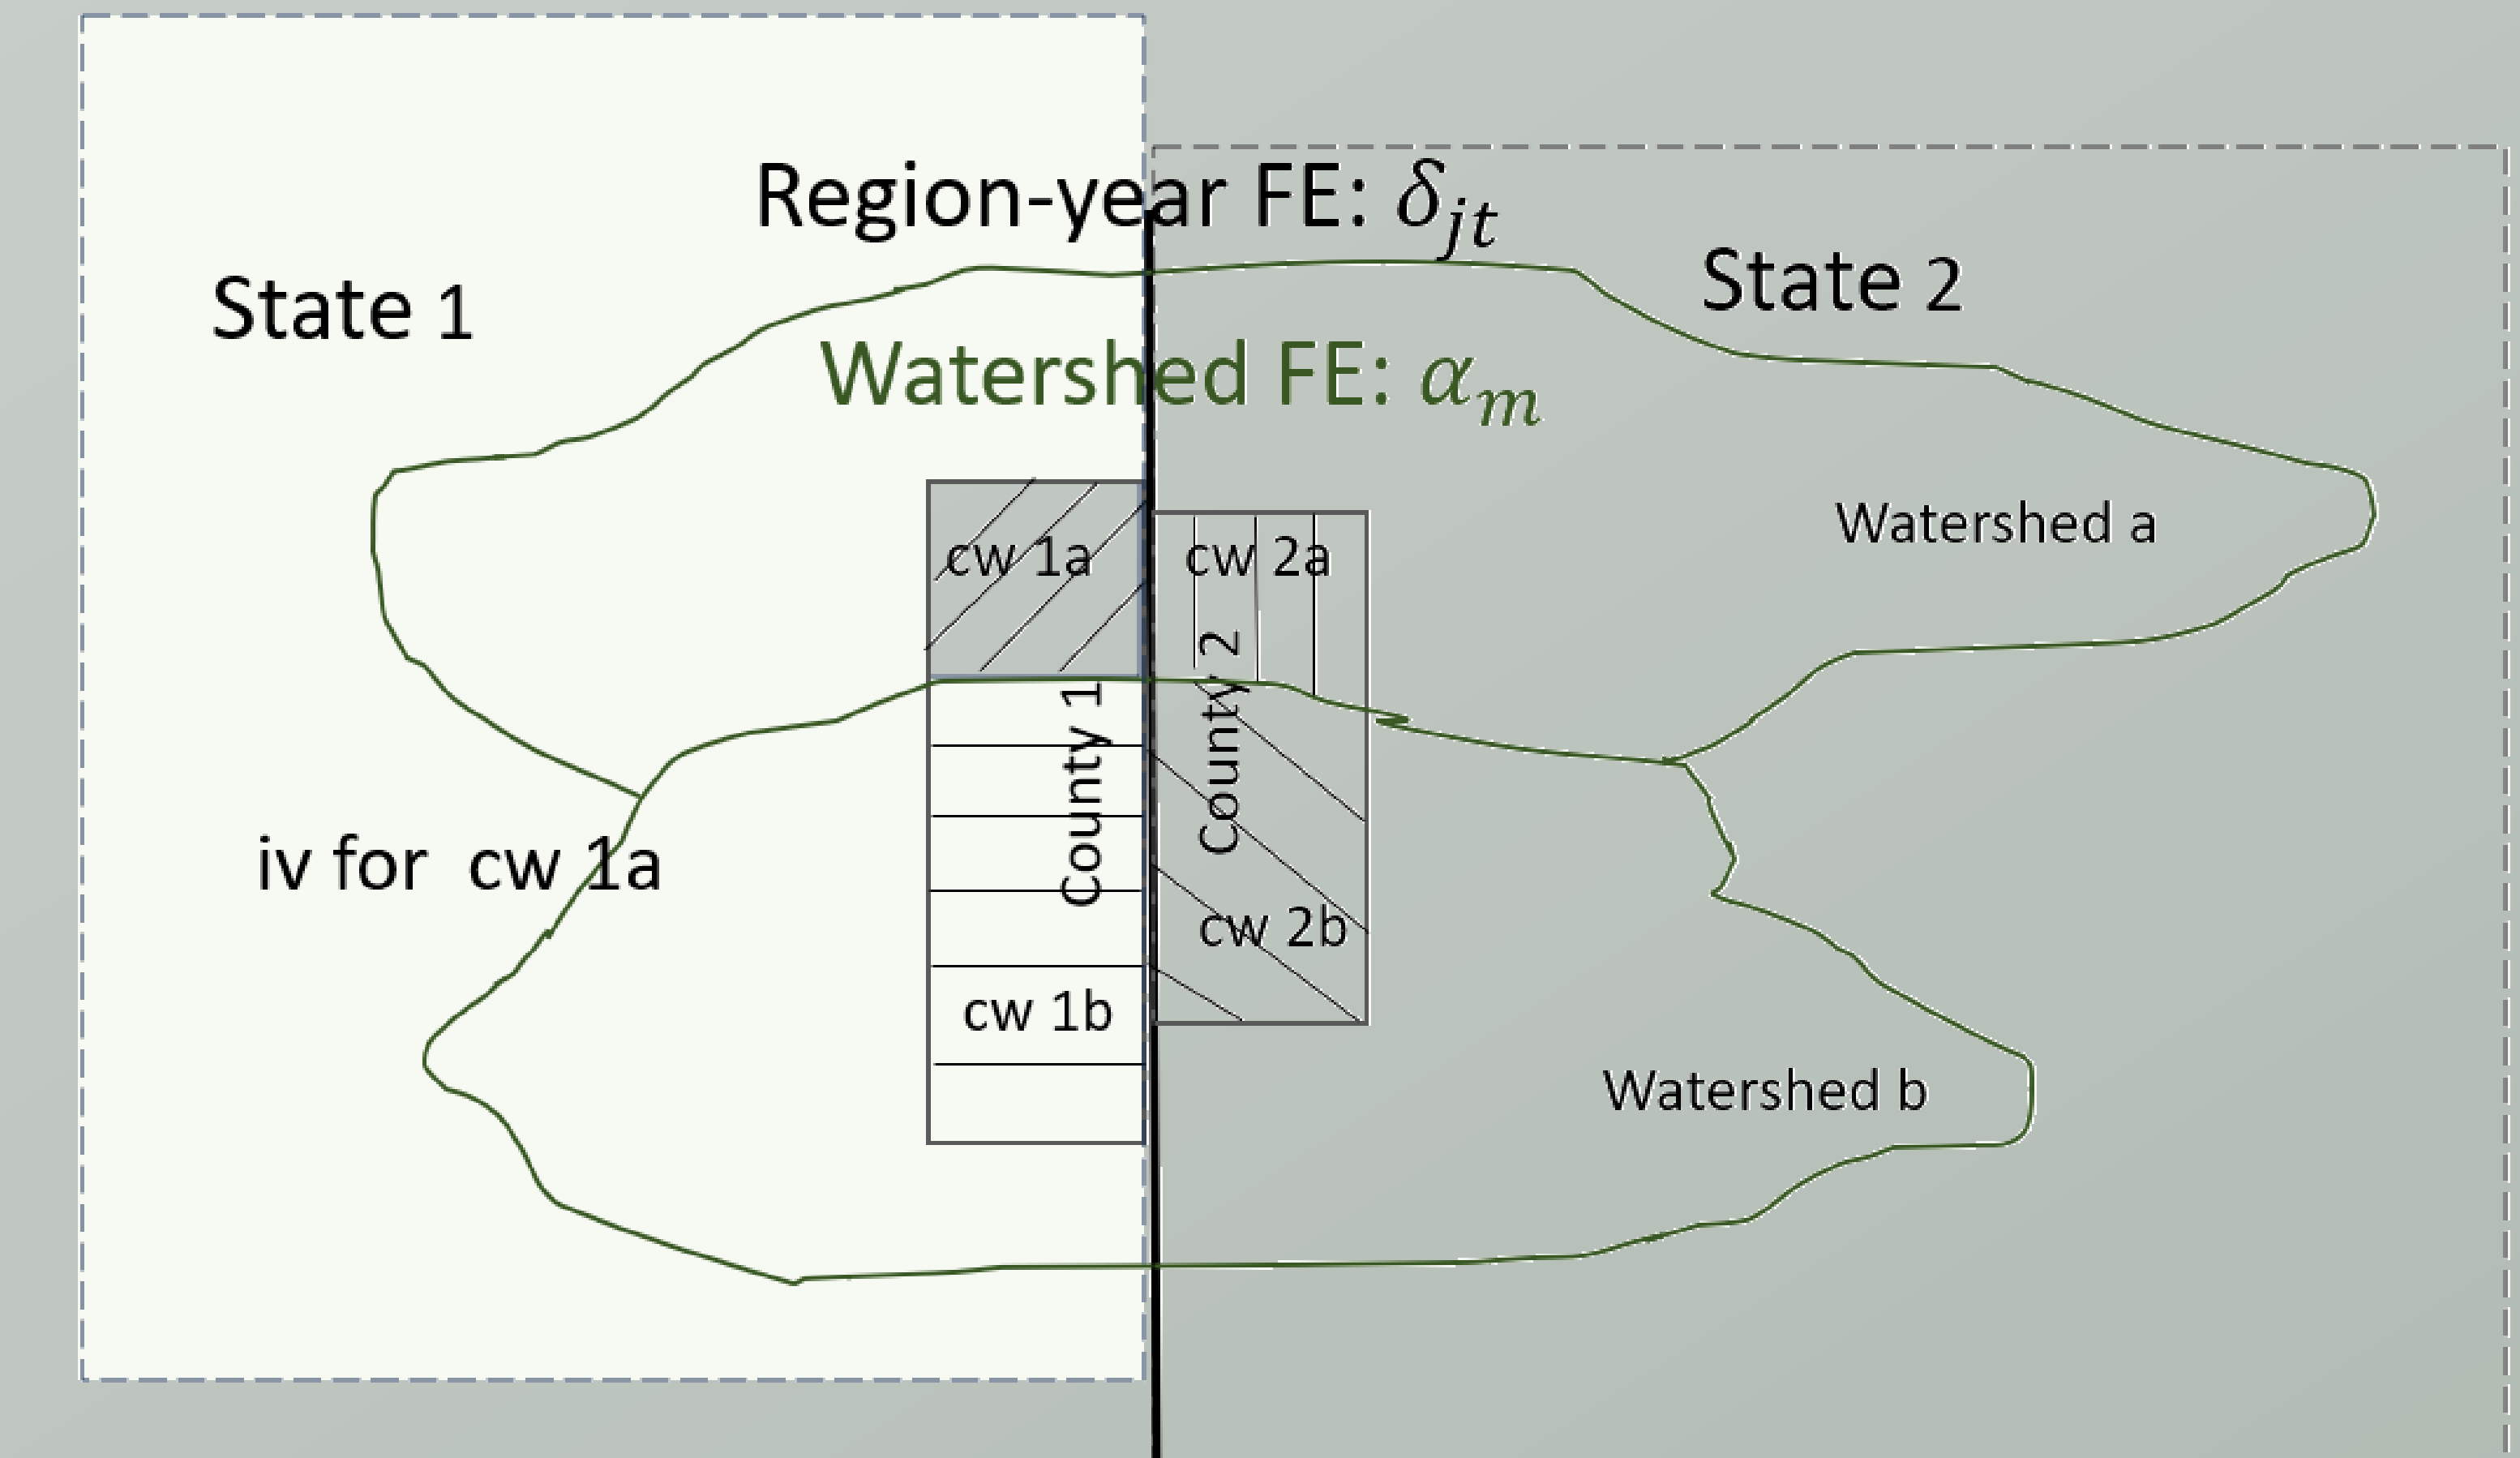 Region-year FE: δjt
State 1
State 2
Watershed FE: αm
Watershed a
cw 1a
cw 2a
County 1
County 2
iv for cw 1a
cw 2b
cw 1b
Watershed b